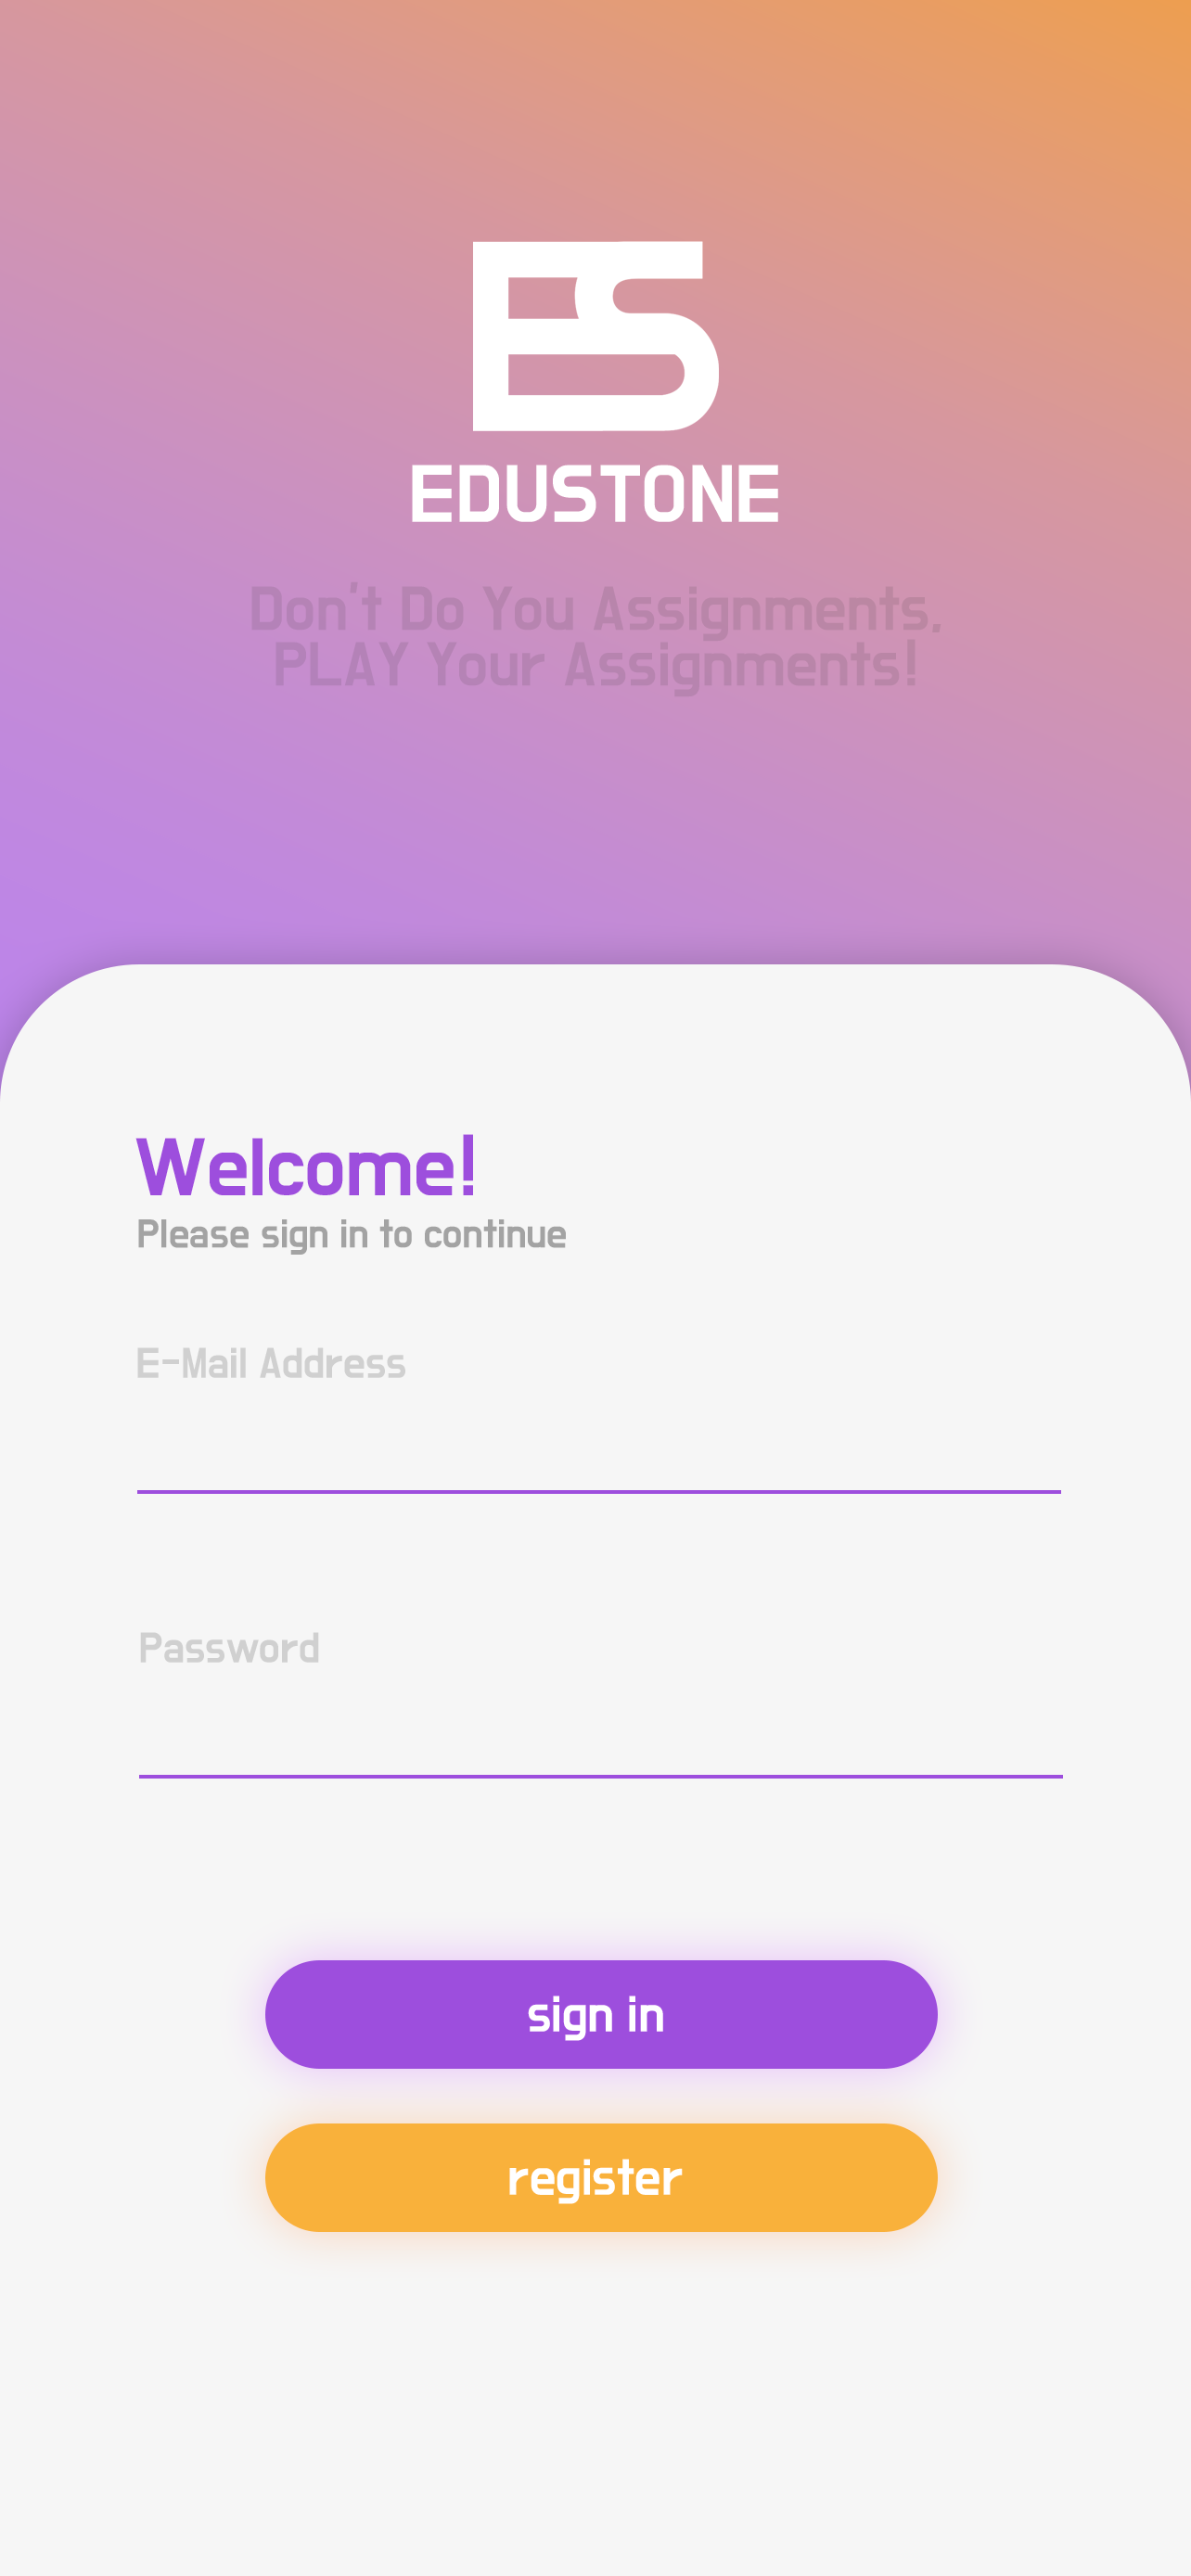 ES
EDUSTONE
Don't Do You Assignments,
PLAY Your Assignments!
Welcome!
Please sign in to continue
E-Mail Address
Password
sign in
register